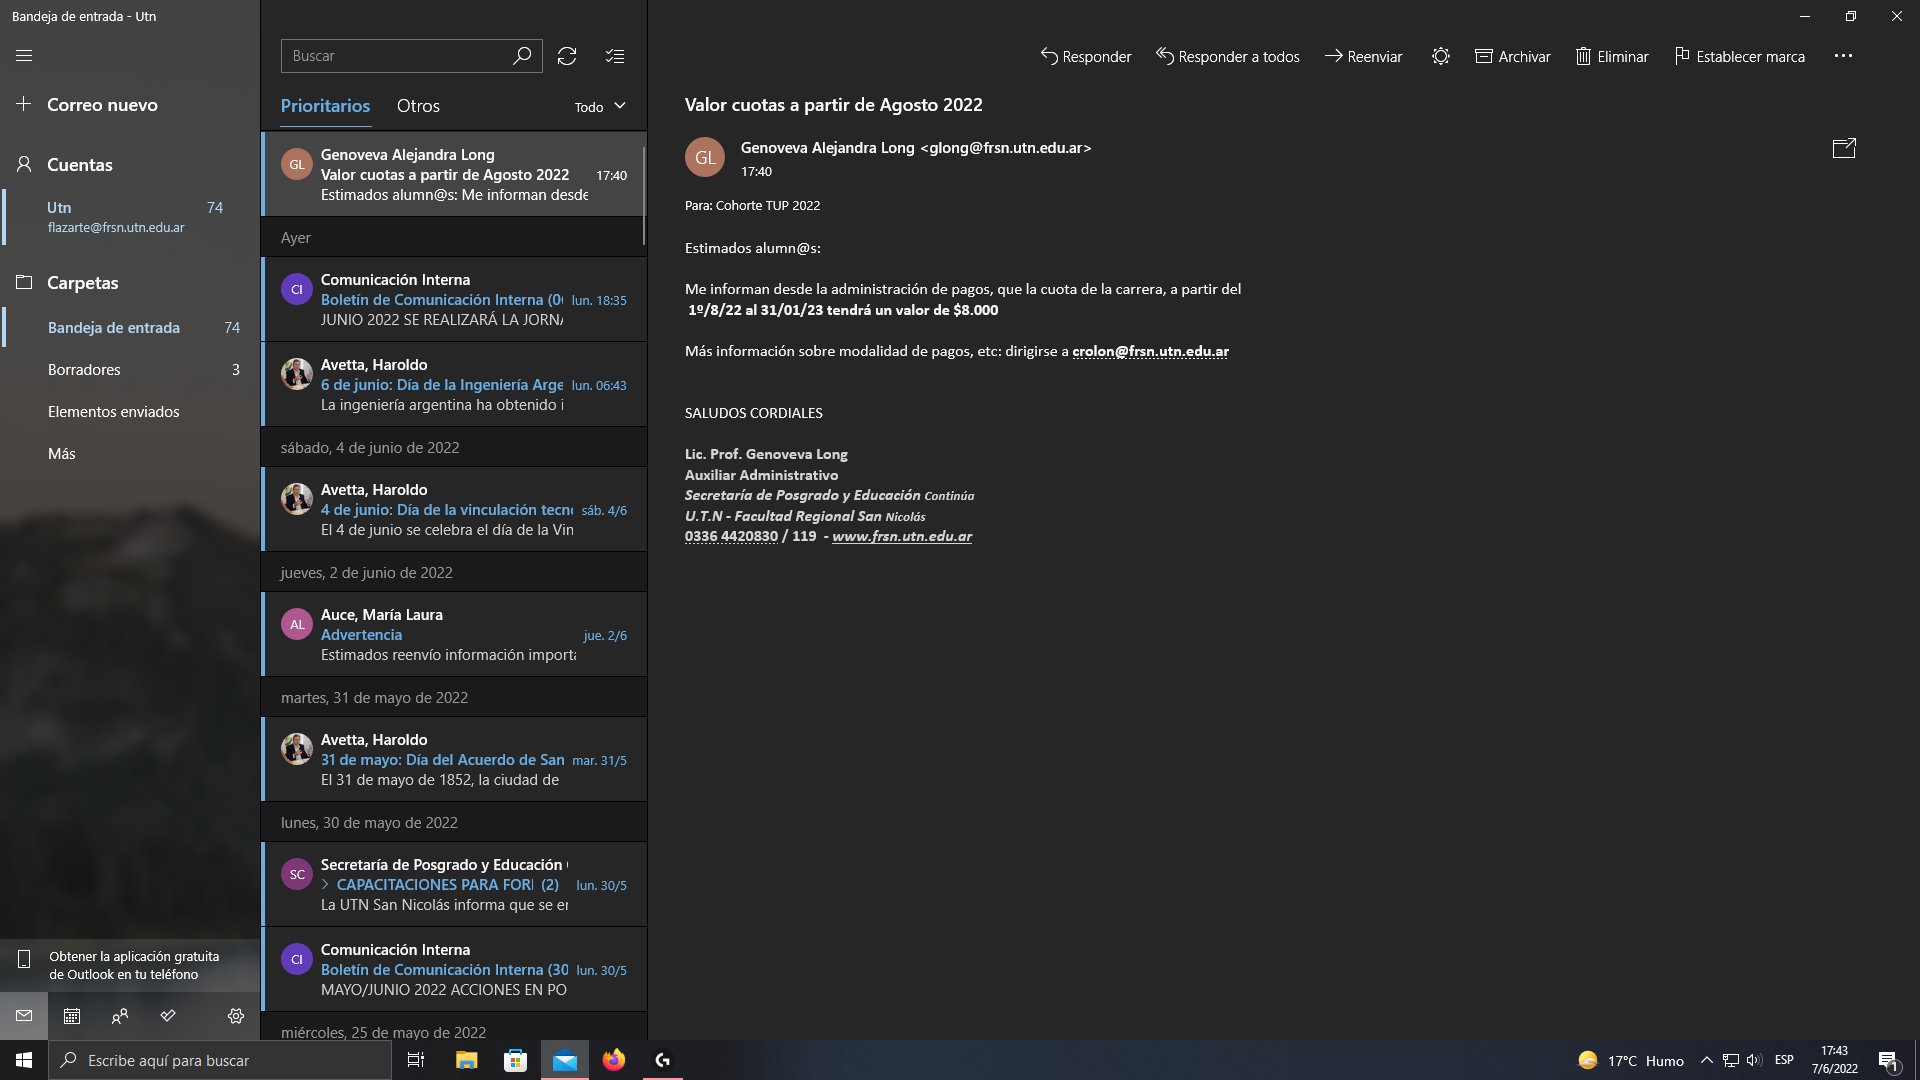 Bandeja de entrada - Utn
Correo nuevo
Cuentas
Utn 74
flazarte@frsn.utn.edu.ar
Carpetas
Bandeja de entrada 74
Borradores 3
Elementos enviados
Más
Obtener la aplicación gratuita
de Outlook en tu teléfono
Buscar
Prioritarios Otros Todo
GL
Genoveva Alejandra Long
Valor cuotas a partir de Agosto 2022 17:40
Estimados alumn@s: Me informan desde
Ayer
CI
Comunicación Interna
Boletín de Comunicación Interna (06 lun. 18:35
JUNIO 2022 SE REALIZARÁ LA JORNA
Avetta, Haroldo
6 de junio: Día de la Ingeniería Arge lun. 06:43
La ingeniería argentina ha obtenido i
sábado, 4 de junio de 2022
Avetta, Haroldo
4 de junio: Día de la vinculación tecno sáb. 4/6
El 4 de junio se celebra el día de la Vin
jueves, 2 de junio de 2022
AL
Auce, María Laura
Advertencia jue. 2/6
Estimados reenvío información importa
martes, 31 de mayo de 2022
Avetta, Haroldo
31 de mayo: Día del Acuerdo de San mar. 31/5
El 31 de mayo de 1852, la ciudad de
lunes, 30 de mayo de 2022
SC
Secretaría de Posgrado y Educación
> CAPACITACIONES PARA FORI (2) lun. 30/5
La UTN San Nicolás informa que se en
CI
Comunicación Interna
Boletín de Comunicación Interna (30 lun. 30/5
MAYO/JUNIO 2022 ACCIONES EN PO
miércoles, 25 de mayo de 2022
Responder Responder a todos Reenviar Archivar Eliminar Establecer marca ...
Valor cuotas a partir de Agosto 2022
GL
Genoveva Alejandra Long <glong@frsn.utn.edu.ar>
17:40
Para: Cohorte TUP 2022
Estimados alumn@s:
Me informan desde la administración de pagos, que la cuota de la carrera, a partir del
1º/8/22 al 31/01/23 tendrá un valor de $8.000
Más información sobre modalidad de pagos, etc: dirigirse a crolon@frsn.utn.edu.ar
SALUDOS CORDIALES
Lic. Prof. Genoveva Long
Auxiliar Administrativo
Secretaría de Posgrado y Educación Continúa
U.T.N - Facultad Regional San Nicolás
0336 4420830 / 119 - www.frsn.utn.edu.ar
Escribe aquí para buscar
17°C Humo ESP
17:43
7/6/2022
1